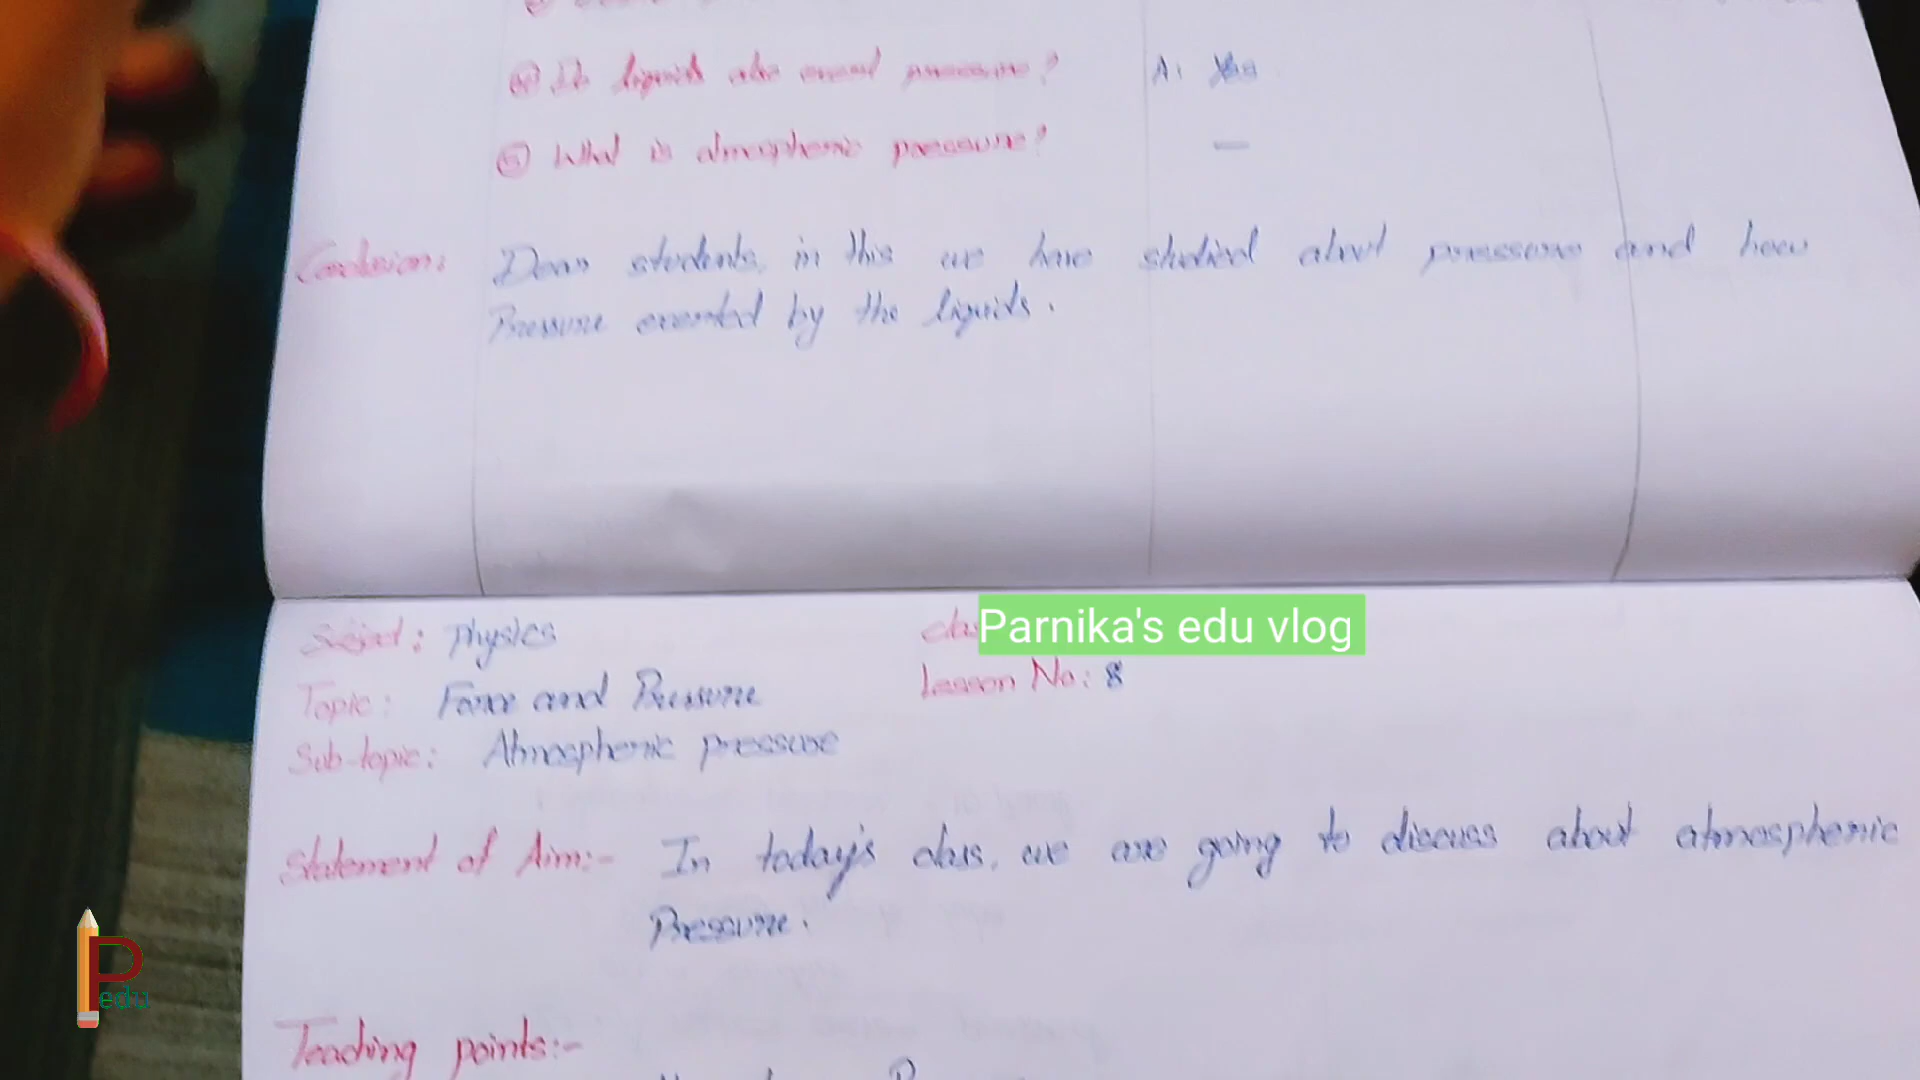 ④ Do liquids also exert pressure? A: Yes
⑤ What is atmospheric pressure? —
Conclusion: Dear students, in this we have studied about pressure and how
Pressure exerted by the liquids.
Subject: Physics
Parnika's edu vlog
Topic: Force and Pressure Lesson No: 8
Sub-topic: Atmospheric pressure
Statement of Aim:- In today's class, we are going to discuss about atmospheric
Pressure.
Teaching points:-
P
edu